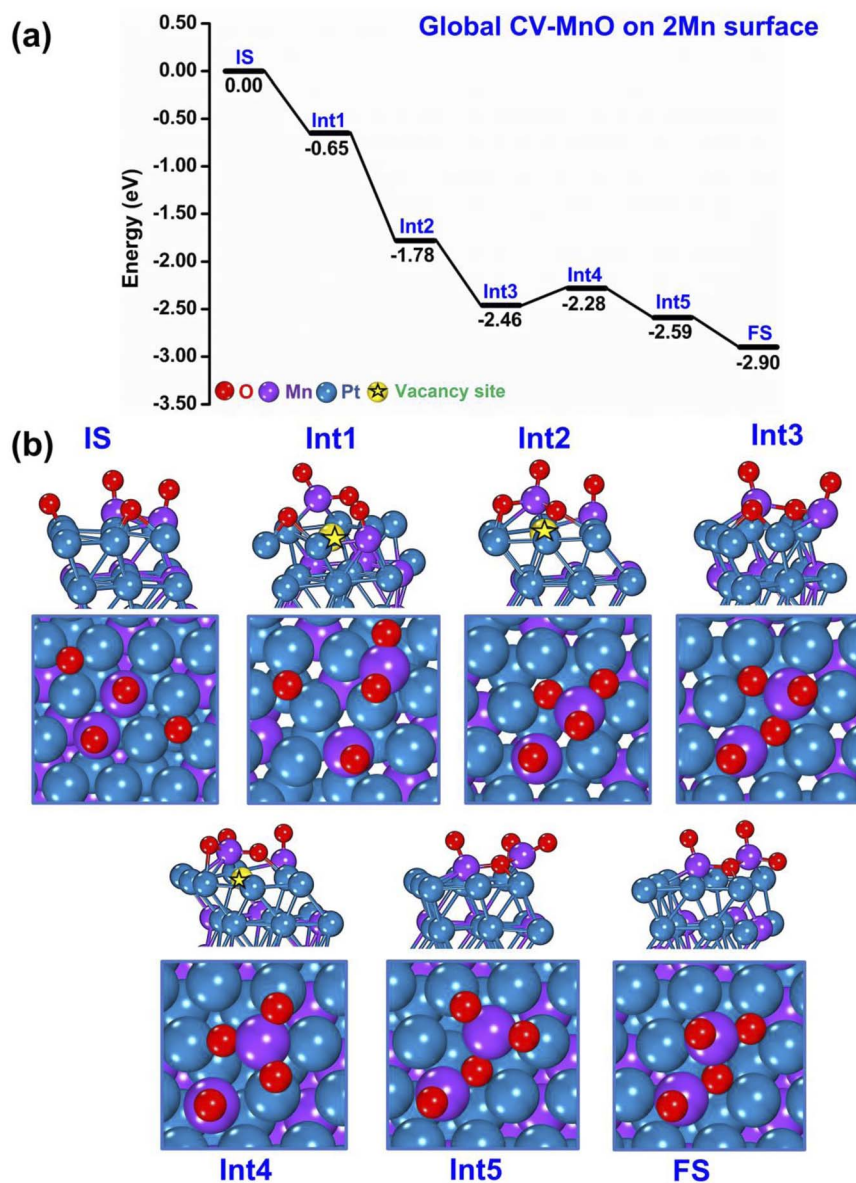 (a)
Global CV-MnO on 2Mn surface
Energy (eV)
0.50
0.00
-0.50
-1.00
-1.50
-2.00
-2.50
-3.00
-3.50
IS
0.00
Int1
-0.65
Int2
-1.78
Int3
-2.46
Int4
-2.28
Int5
-2.59
FS
-2.90
O Mn Pt Vacancy site
(b)
IS Int1 Int2 Int3
Int4 Int5 FS